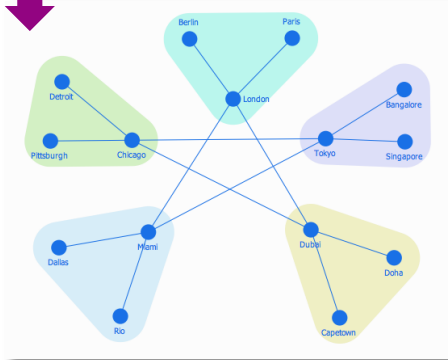 Berlin
Paris
London
Detroit
Bangalore
Pittsburgh
Chicago
Tokyo
Singapore
Miami
Dubai
Dallas
Doha
Rio
Capetown